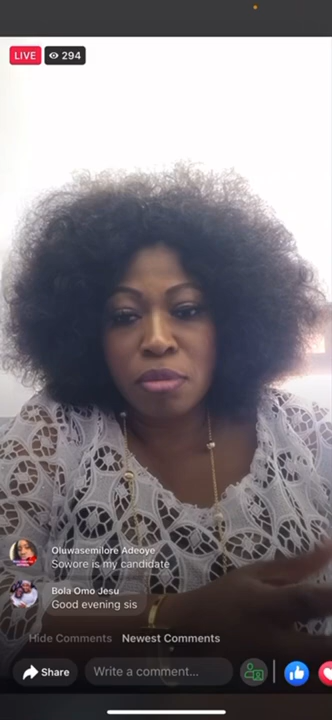 LIVE
294
Oluwasemilore Adeoye
Sowore is my candidate
Bola Omo Jesu
Good evening sis
Hide Comments Newest Comments
Share Write a comment...